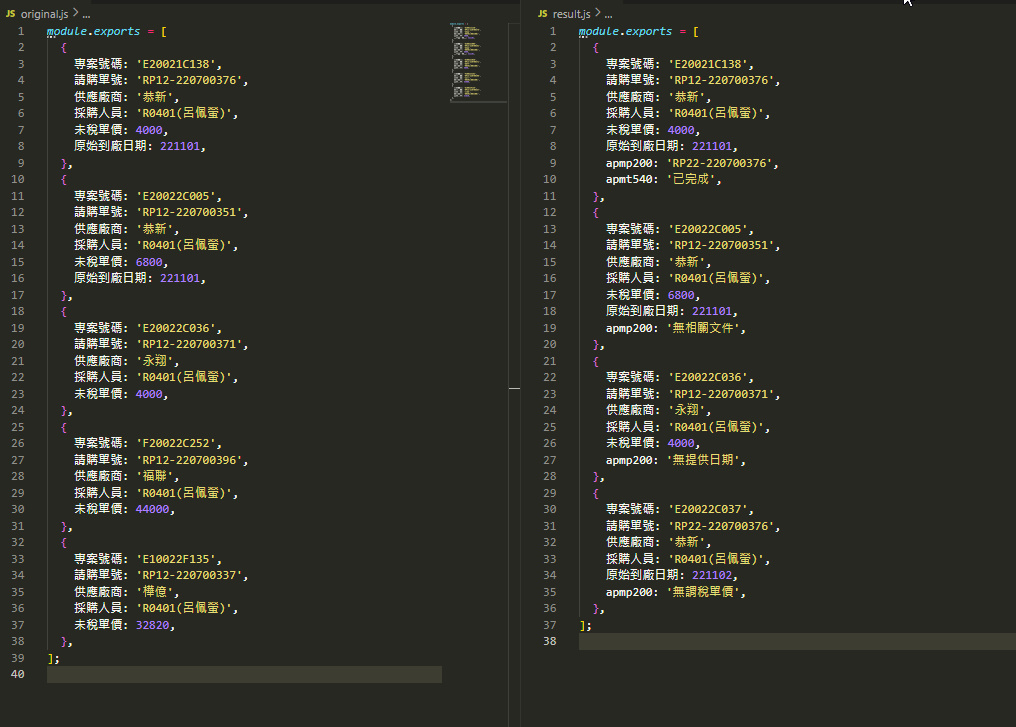 JS original.js > ...
1 module.exports = [
2 {
3 專案號碼: 'E20021C138',
4 請購單號: 'RP12-220700376',
5 供應廠商: '恭新',
6 採購人員: 'R0401(呂佩螢)',
7 未稅單價: 4000,
8 原始到廠日期: 221101,
9 },
10 {
11 專案號碼: 'E20022C005',
12 請購單號: 'RP12-220700351',
13 供應廠商: '恭新',
14 採購人員: 'R0401(呂佩螢)',
15 未稅單價: 6800,
16 原始到廠日期: 221101,
17 },
18 {
19 專案號碼: 'E20022C036',
20 請購單號: 'RP12-220700371',
21 供應廠商: '永翔',
22 採購人員: 'R0401(呂佩螢)',
23 未稅單價: 4000,
24 },
25 {
26 專案號碼: 'F20022C252',
27 請購單號: 'RP12-220700396',
28 供應廠商: '福聯',
29 採購人員: 'R0401(呂佩螢)',
30 未稅單價: 44000,
31 },
32 {
33 專案號碼: 'E10022F135',
34 請購單號: 'RP12-220700337',
35 供應廠商: '樺億',
36 採購人員: 'R0401(呂佩螢)',
37 未稅單價: 32820,
38 },
39 ];
40
JS result.js > ...
1 module.exports = [
2 {
3 專案號碼: 'E20021C138',
4 請購單號: 'RP12-220700376',
5 供應廠商: '恭新',
6 採購人員: 'R0401(呂佩螢)',
7 未稅單價: 4000,
8 原始到廠日期: 221101,
9 apmp200: 'RP22-220700376',
10 apmt540: '已完成',
11 },
12 {
13 專案號碼: 'E20022C005',
14 請購單號: 'RP12-220700351',
15 供應廠商: '恭新',
16 採購人員: 'R0401(呂佩螢)',
17 未稅單價: 6800,
18 原始到廠日期: 221101,
19 apmp200: '無相關文件',
20 },
21 {
22 專案號碼: 'E20022C036',
23 請購單號: 'RP12-220700371',
24 供應廠商: '永翔',
25 採購人員: 'R0401(呂佩螢)',
26 未稅單價: 4000,
27 apmp200: '無提供日期',
28 },
29 {
30 專案號碼: 'E20022C037',
31 請購單號: 'RP22-220700376',
32 供應廠商: '恭新',
33 採購人員: 'R0401(呂佩螢)',
34 原始到廠日期: 221102,
35 apmp200: '無調稅單價',
36 },
37 ];
38